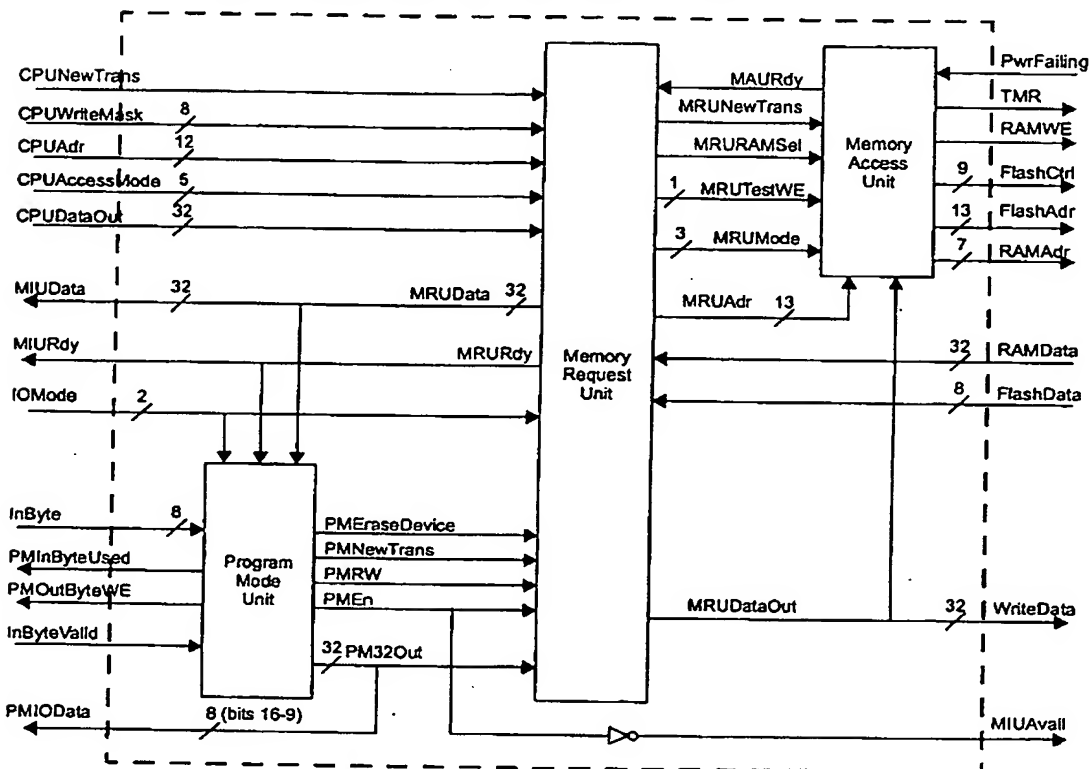 CPUNewTrans
CPUWriteMask
8
CPUAdr
12
CPUAccessMode
5
CPUDataOut
32
MIUData
32
MRUData
32
MIURdy
MRURdy
IOMode
2
InByte
8
PMInByteUsed
PMOutByteWE
InByteValid
PMIOData
8 (bits 16-9)
Program
Mode
Unit
PMEraseDevice
PMNewTrans
PMRW
PMEn
32
PM32Out
Memory
Request
Unit
MAURdy
MRUNewTrans
MRURAMSel
1
MRUTestWE
3
MRUMode
MRUAdr
13
Memory
Access
Unit
PwrFailing
TMR
RAMWE
9
FlashCtrl
13
FlashAdr
7
RAMAdr
32
RAMData
8
FlashData
MRUDataOut
32
WriteData
MIUAvail